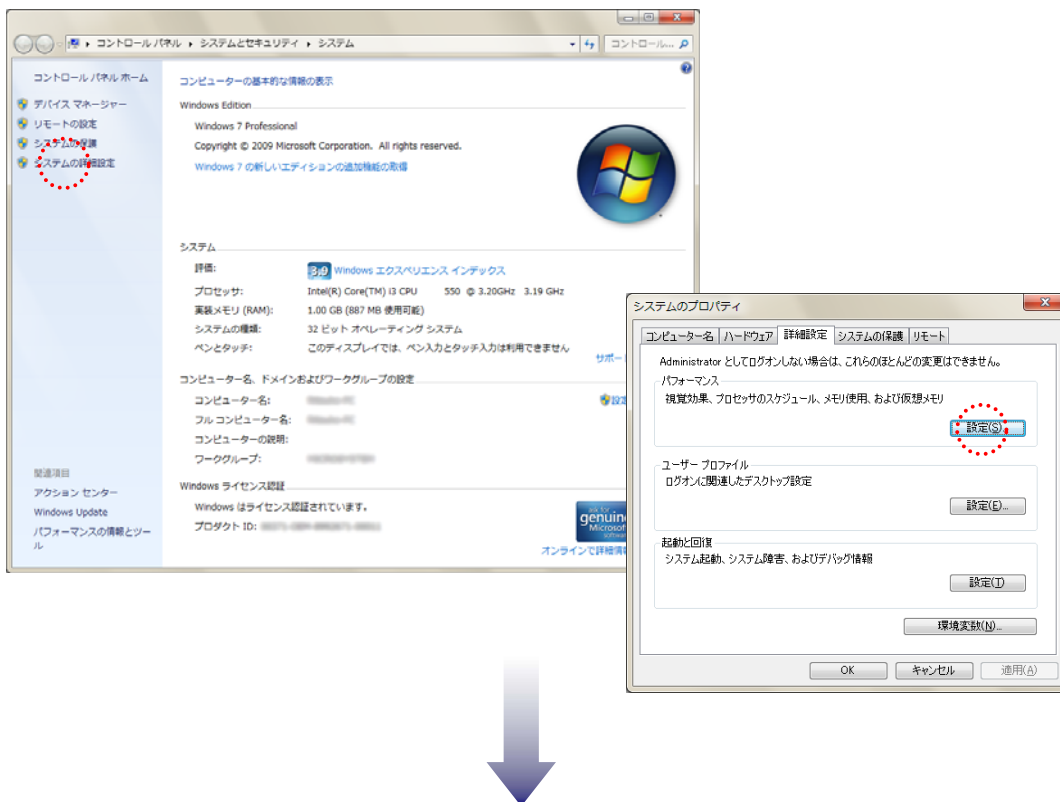 コントロール パネル ▸ システムとセキュリティ ▸ システム
コントロール...
コントロール パネル ホーム
デバイス マネージャー
リモートの設定
システムの保護
システムの詳細設定
関連項目
アクション センター
Windows Update
パフォーマンスの情報とツー
ル
コンピューターの基本的な情報の表示
Windows Edition
Windows 7 Professional
Copyright © 2009 Microsoft Corporation. All rights reserved.
Windows 7 の新しいエディションの追加機能の取得
システム
評価:
3.9 Windows エクスペリエンス インデックス
プロセッサ: Intel(R) Core(TM) i3 CPU 550 @ 3.20GHz 3.19 GHz
実装メモリ (RAM): 1.00 GB (887 MB 使用可能)
システムの種類: 32 ビット オペレーティング システム
ペンとタッチ: このディスプレイでは、ペン入力とタッチ入力は利用できません
サポー
コンピューター名、ドメインおよびワークグループの設定
コンピューター名:
設定
フル コンピューター名:
コンピューターの説明:
ワークグループ:
Windows ライセンス認証
Windows はライセンス認証されています。
プロダクト ID:
ask for
genuine
Microsoft
software
オンラインで詳細情
システムのプロパティ
コンピューター名 ハードウェア 詳細設定 システムの保護 リモート
Administrator としてログオンしない場合は、これらのほとんどの変更はできません。
パフォーマンス
視覚効果、プロセッサのスケジュール、メモリ使用、および仮想メモリ
設定(S)...
ユーザー プロファイル
ログオンに関連したデスクトップ設定
設定(E)...
起動と回復
システム起動、システム障害、およびデバッグ情報
設定(T)
環境変数(N)...
OK キャンセル 適用(A)